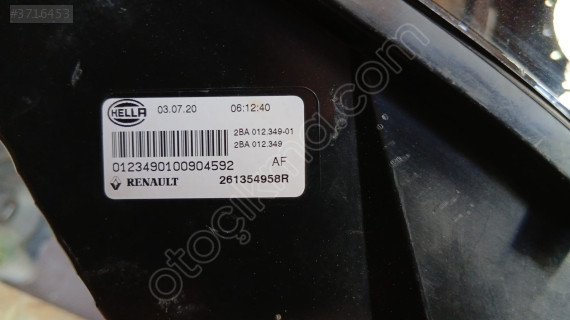 #3716453
HELLA
03.07.20 06:12:40
2BA 012.349-01
2BA 012.349
0123490100904592 AF
RENAULT 261354958R
otoçıkma.com